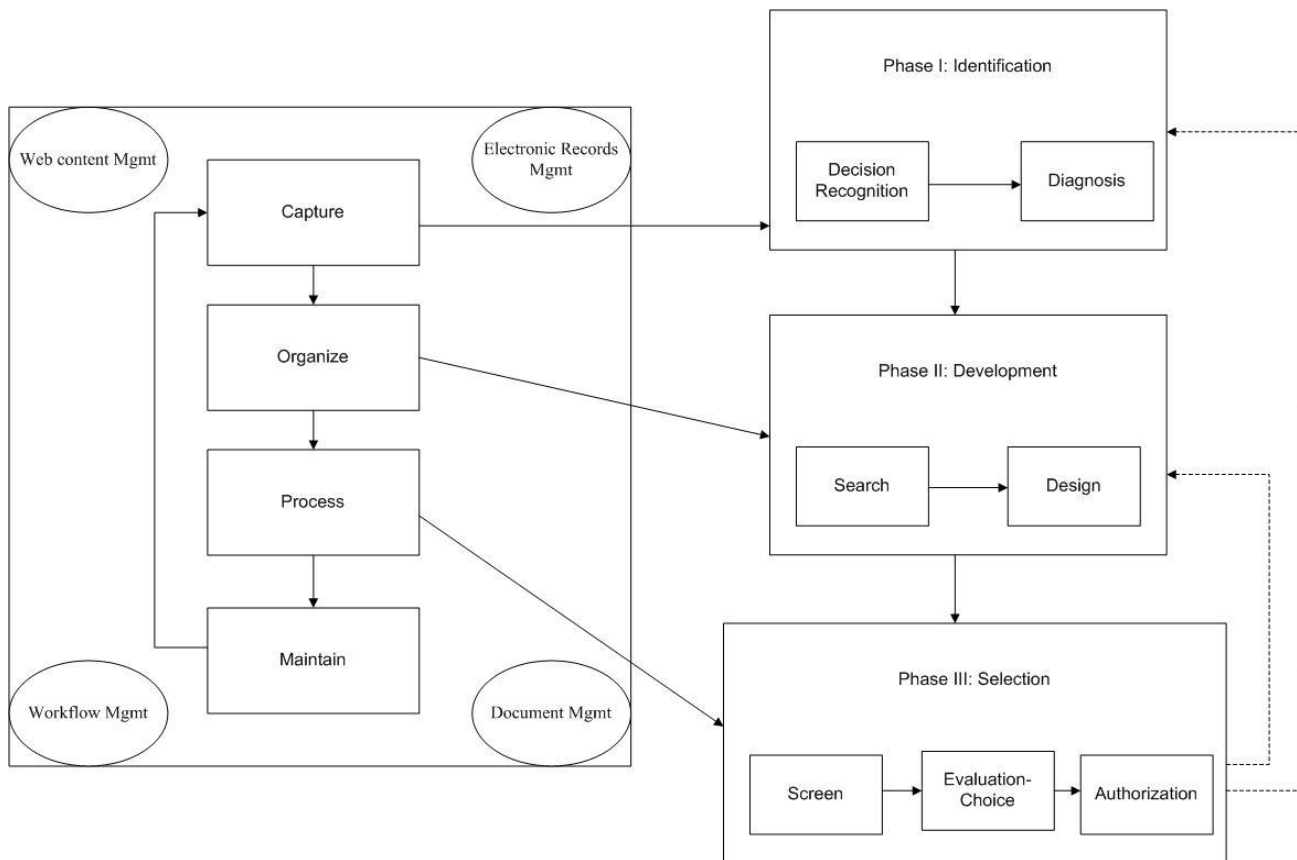 Phase I: Identification
Decision
Recognition
Diagnosis
Web content Mgmt
Electronic Records
Mgmt
Capture
Organize
Process
Maintain
Workflow Mgmt
Document Mgmt
Phase II: Development
Search
Design
Phase III: Selection
Screen
Evaluation-
Choice
Authorization